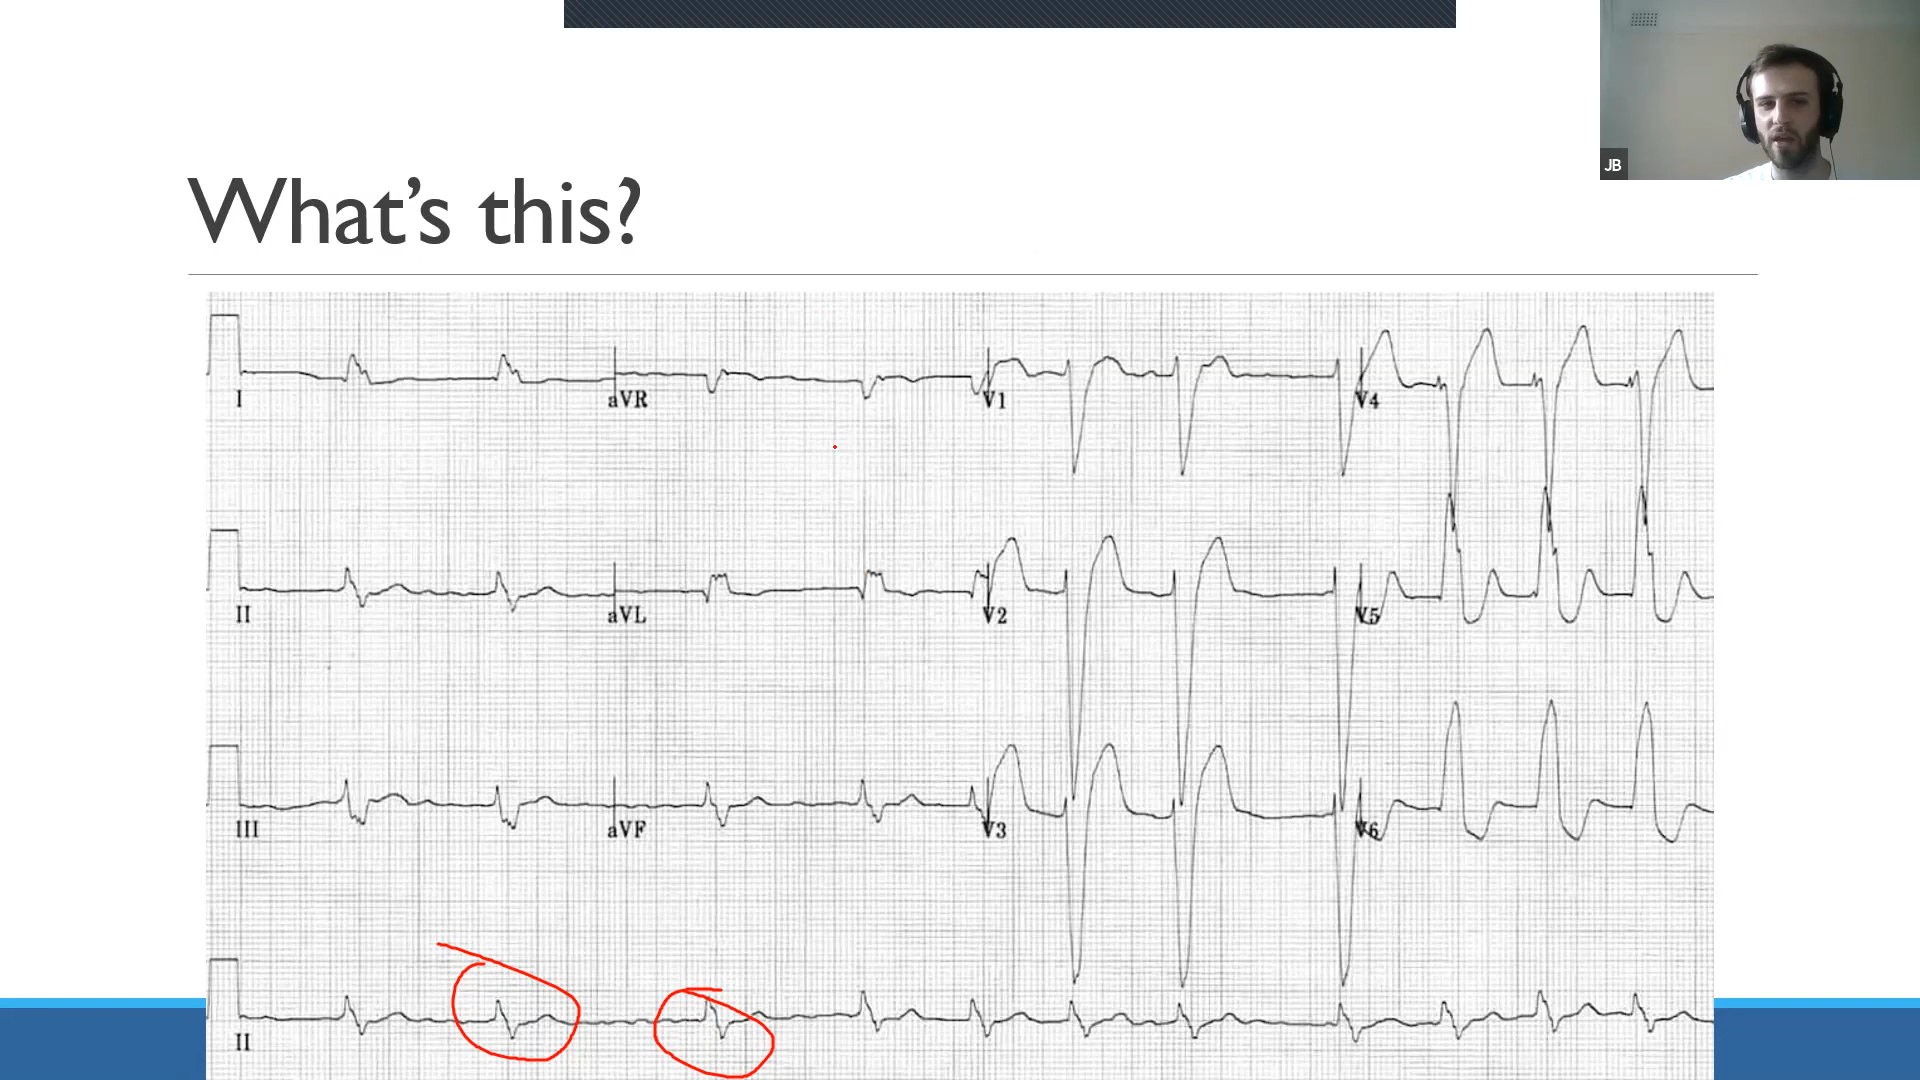 JB
What's this?
I aVR V1 V4
II aVL V2 V5
III aVF V3 V6
II